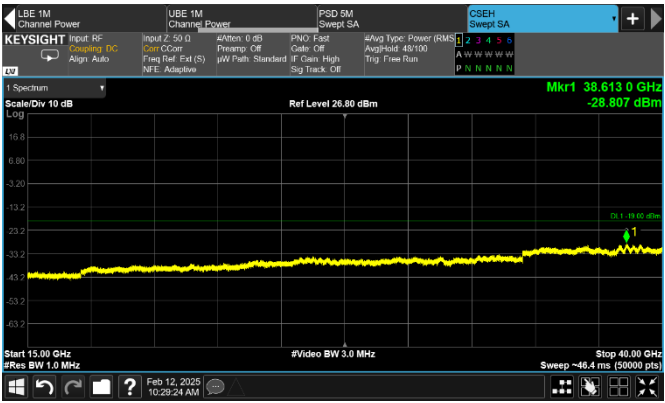 LBE 1M
Channel Power
UBE 1M
Channel Power
PSD 5M
Swept SA
CSEH
Swept SA
KEYSIGHT
Input: RF
Coupling: DC
Align: Auto
Input Z: 50 Ω
Corr CCorr
Freq Ref: Ext (S)
NFE: Adaptive
#Atten: 0 dB
Preamp: Off
µW Path: Standard
PNO: Fast
Gate: Off
IF Gain: High
Sig Track: Off
#Avg Type: Power (RMS)
Avg|Hold: 48/100
Trig: Free Run
1 2 3 4 5 6
A W W W W W
P N N N N N
LXI
1 Spectrum
Scale/Div 10 dB
Ref Level 26.80 dBm
Mkr1 38.613 0 GHz
-28.807 dBm
Log
16.8
6.80
-3.20
-13.2
DL1 -19.00 dBm
-23.2
1
-33.2
-43.2
-53.2
-63.2
Start 15.00 GHz
#Video BW 3.0 MHz
Stop 40.00 GHz
#Res BW 1.0 MHz
Sweep ~46.4 ms (50000 pts)
?
Feb 12, 2025
10:29:24 AM